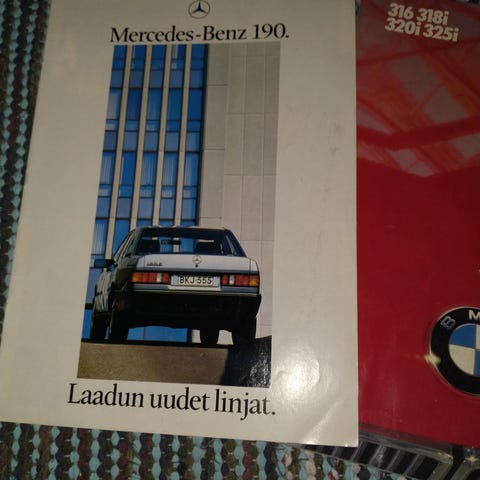 Mercedes-Benz 190.
BKJ-555
Laadun uudet linjat.
316 318i
320i 325i
B M